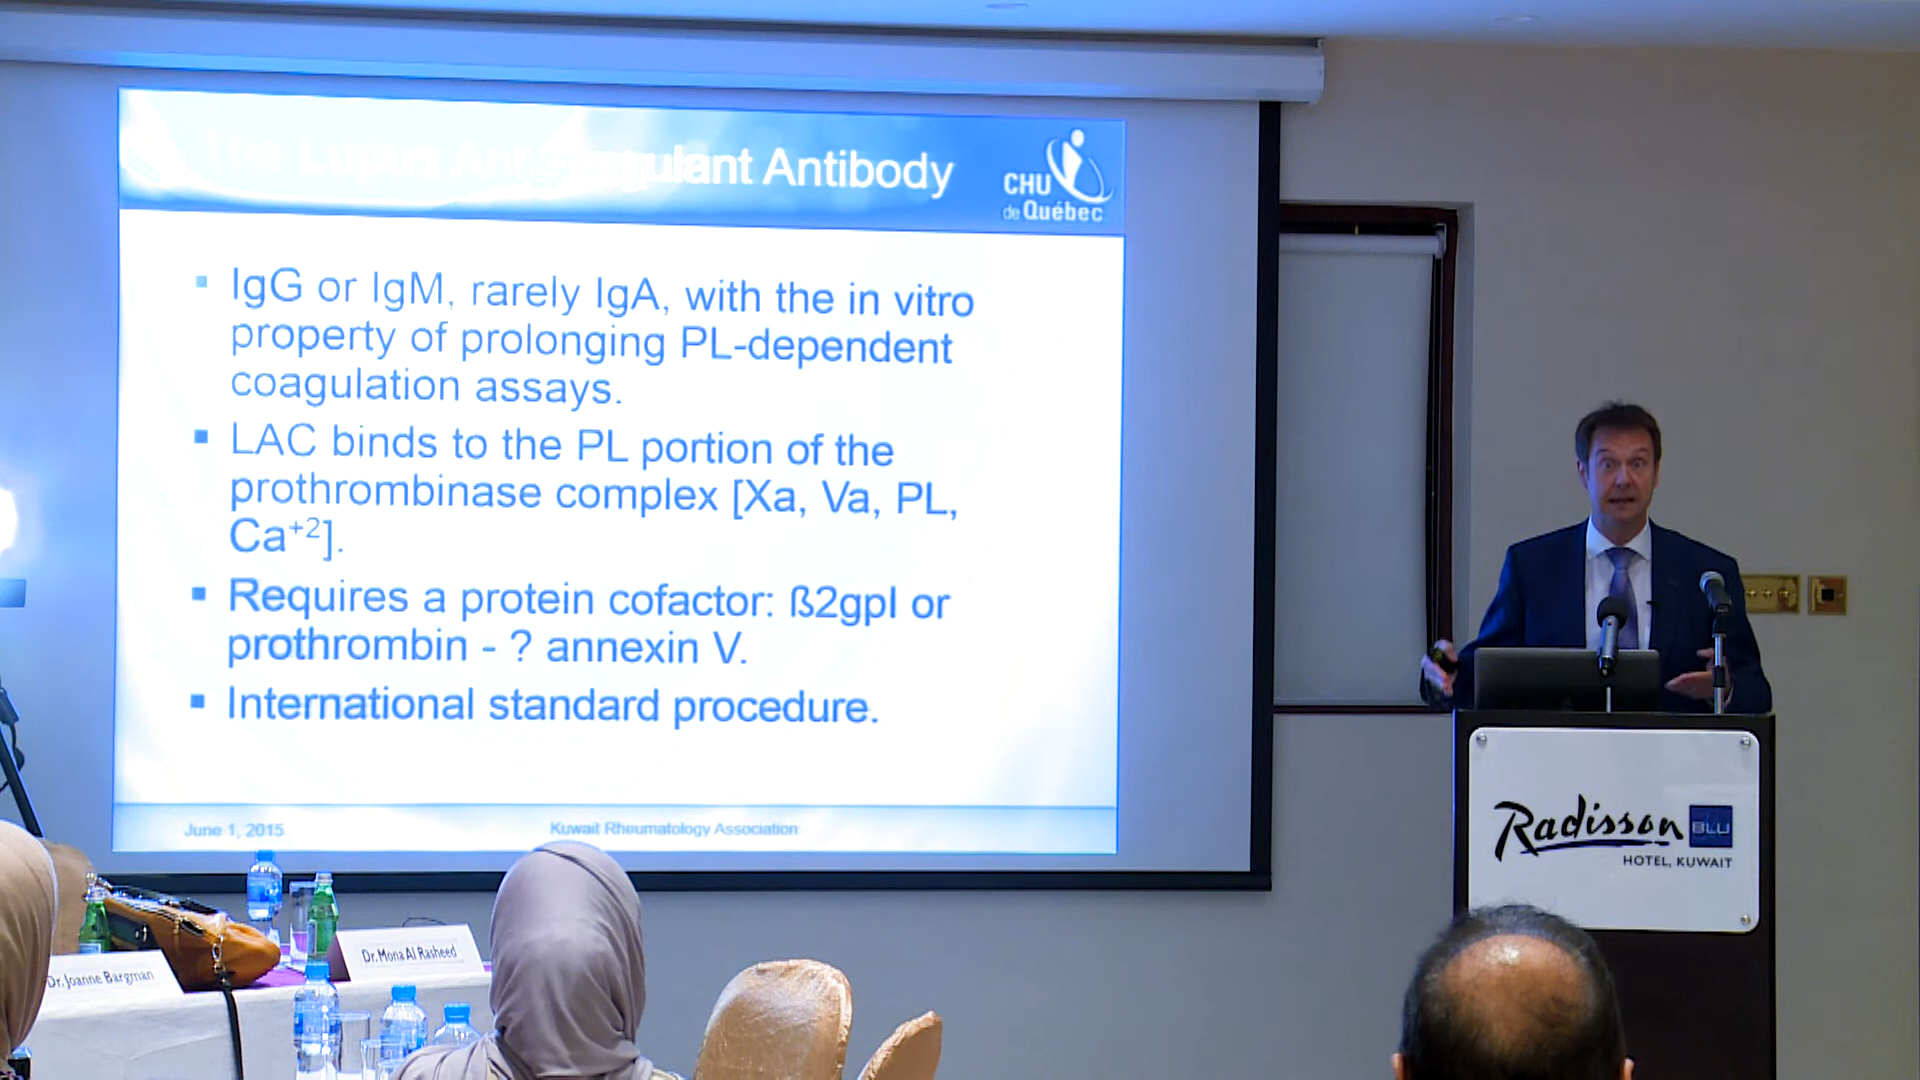 The Lupus Anticoagulant Antibody
CHU
de Québec
▪ IgG or IgM, rarely IgA, with the in vitro
property of prolonging PL-dependent
coagulation assays.
▪ LAC binds to the PL portion of the
prothrombinase complex [Xa, Va, PL,
Ca+2].
▪ Requires a protein cofactor: ß2gpI or
prothrombin - ? annexin V.
▪ International standard procedure.
June 1, 2015
Kuwait Rheumatology Association
Radisson BLU
HOTEL, KUWAIT
Dr. Joanne Bargman
Dr. Mona Al Rasheed